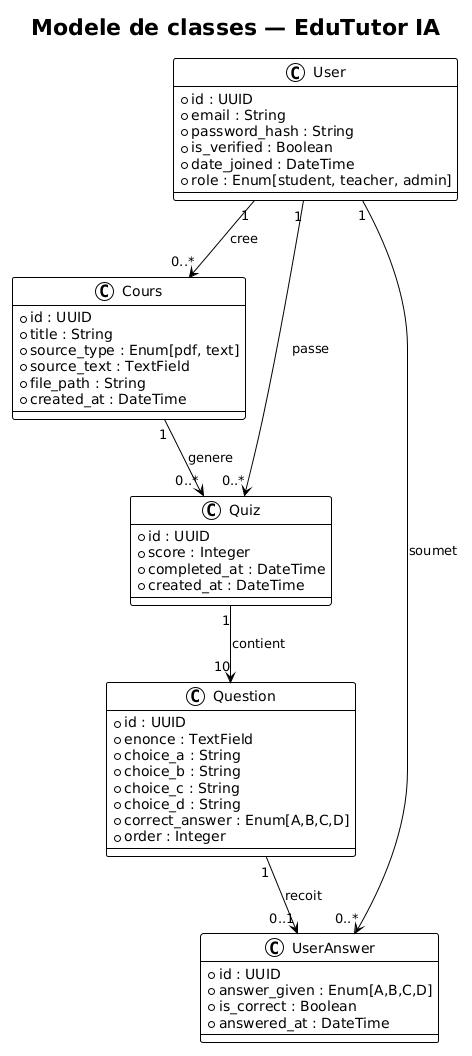 Modele de classes — EduTutor IA
C User
id : UUID
email : String
password_hash : String
is_verified : Boolean
date_joined : DateTime
role : Enum[student, teacher, admin]
1
1
1
cree
0..*
C Cours
id : UUID
title : String
source_type : Enum[pdf, text]
source_text : TextField
file_path : String
created_at : DateTime
passe
1
genere
0..*
0..*
C Quiz
id : UUID
score : Integer
completed_at : DateTime
created_at : DateTime
soumet
1
contient
10
C Question
id : UUID
enonce : TextField
choice_a : String
choice_b : String
choice_c : String
choice_d : String
correct_answer : Enum[A,B,C,D]
order : Integer
1
recoit
0..1
0..*
C UserAnswer
id : UUID
answer_given : Enum[A,B,C,D]
is_correct : Boolean
answered_at : DateTime